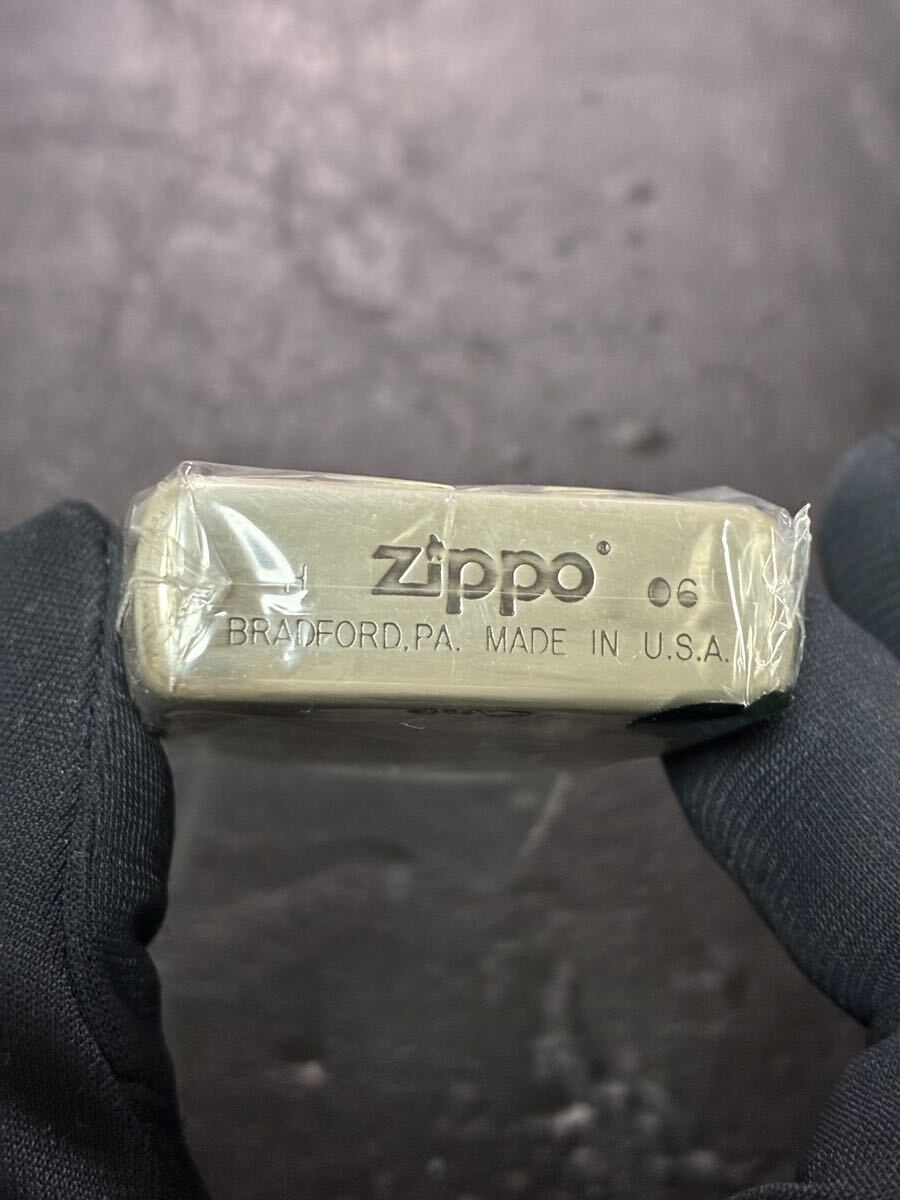 H Zippo® 06
BRADFORD,PA. MADE IN U.S.A.